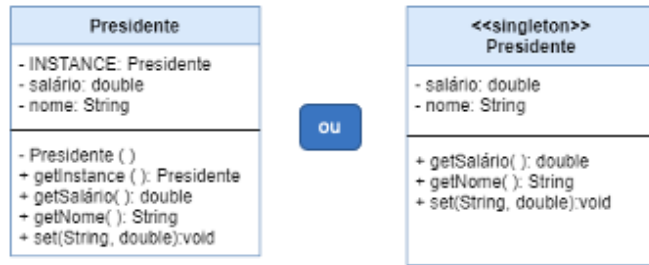 Presidente
- INSTANCE: Presidente
- salário: double
- nome: String
- Presidente ( )
+ getInstance ( ): Presidente
+ getSalário( ): double
+ getNome( ): String
+ set(String, double):void
ou
<<singleton>>
Presidente
- salário: double
- nome: String
+ getSalário( ): double
+ getNome( ): String
+ set(String, double):void